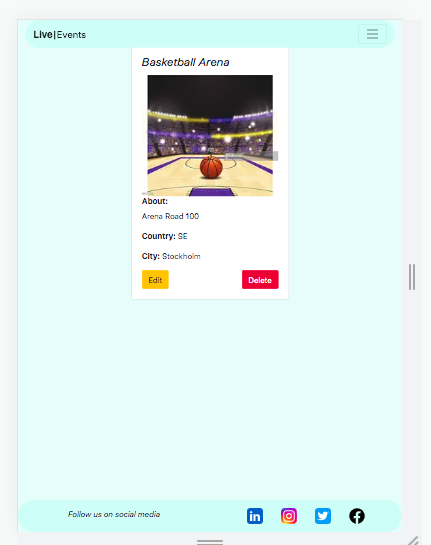 Live|Events
Basketball Arena
About:
Arena Road 100
Country: SE
City: Stockholm
Edit
Delete
Follow us on social media